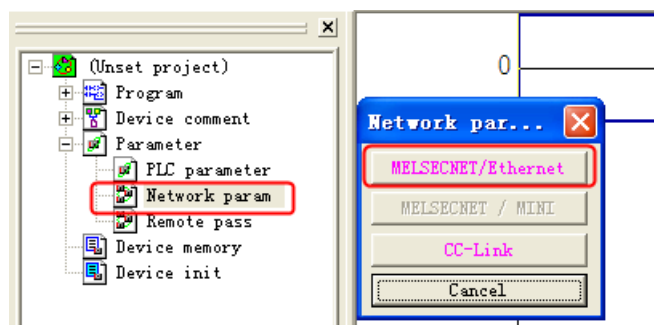 (Unset project)
Program
Device comment
Parameter
PLC parameter
Network param
Remote pass
Device memory
Device init
0
Network par...
MELSECNET/Ethernet
MELSECNET / MINI
CC-Link
Cancel